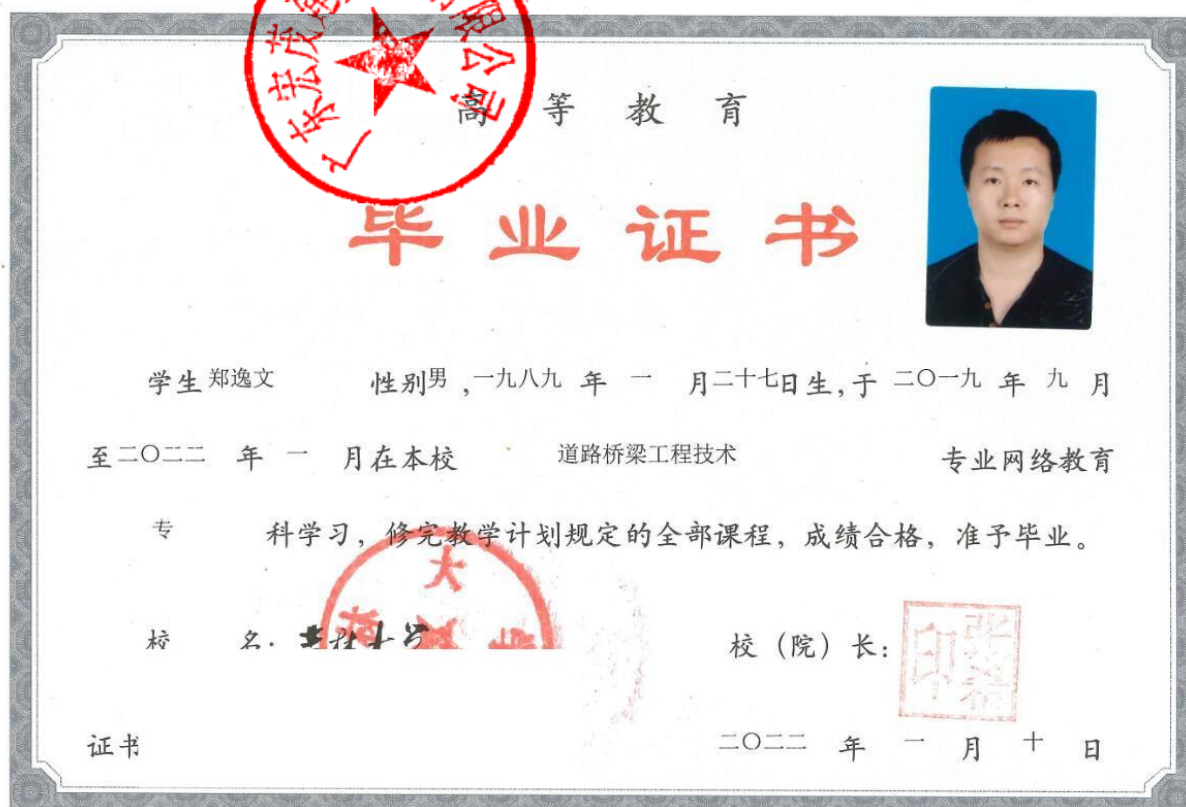 高等教育
毕业证书
学生 郑逸文 性别男,一九八九 年 一 月二十七日生,于 二〇一九 年 九 月
至二〇二二 年 一 月在本校 道路桥梁工程技术 专业网络教育
专 科学习,修完教学计划规定的全部课程,成绩合格,准予毕业。
校 名: 吉林大学
校(院)长:
证书
二〇二二 年 一 月 十 日